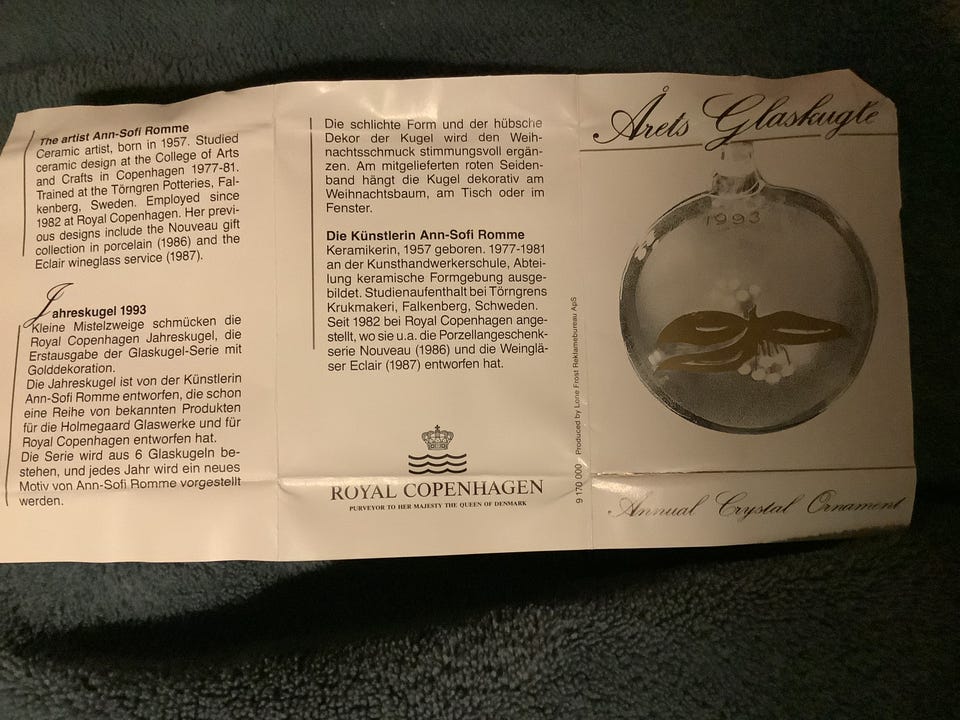 The artist Ann-Sofi Romme
Ceramic artist, born in 1957. Studied
ceramic design at the College of Arts
and Crafts in Copenhagen 1977-81.
Trained at the Törngren Potteries, Fal-
kenberg, Sweden. Employed since
1982 at Royal Copenhagen. Her previ-
ous designs include the Nouveau gift
collection in porcelain (1986) and the
Eclair wineglass service (1987).
Jahreskugel 1993
Kleine Mistelzweige schmücken die
Royal Copenhagen Jahreskugel, die
Erstausgabe der Glaskugel-Serie mit
Golddekoration.
Die Jahreskugel ist von der Künstlerin
Ann-Sofi Romme entworfen, die schon
eine Reihe von bekannten Produkten
für die Holmegaard Glaswerke und für
Royal Copenhagen entworfen hat.
Die Serie wird aus 6 Glaskugeln be-
stehen, und jedes Jahr wird ein neues
Motiv von Ann-Sofi Romme vorgestellt
werden.
Die schlichte Form und der hübsche
Dekor der Kugel wird den Weih-
nachtsschmuck stimmungsvoll ergän-
zen. Am mitgelieferten roten Seiden-
band hängt die Kugel dekorativ am
Weihnachtsbaum, am Tisch oder im
Fenster.
Die Künstlerin Ann-Sofi Romme
Keramikerin, 1957 geboren. 1977-1981
an der Kunsthandwerkerschule, Abtei-
lung keramische Formgebung ausge-
bildet. Studienaufenthalt bei Törngrens
Krukmakeri, Falkenberg, Schweden.
Seit 1982 bei Royal Copenhagen ange-
stellt, wo sie u.a. die Porzellangeschenk-
serie Nouveau (1986) und die Weinglä-
ser Eclair (1987) entworfen hat.
ROYAL COPENHAGEN
PURVEYOR TO HER MAJESTY THE QUEEN OF DENMARK
9 170 000 Produced by Lone Frost Reklamebureau ApS
Årets Glaskugle
1993
Annual Crystal Ornament